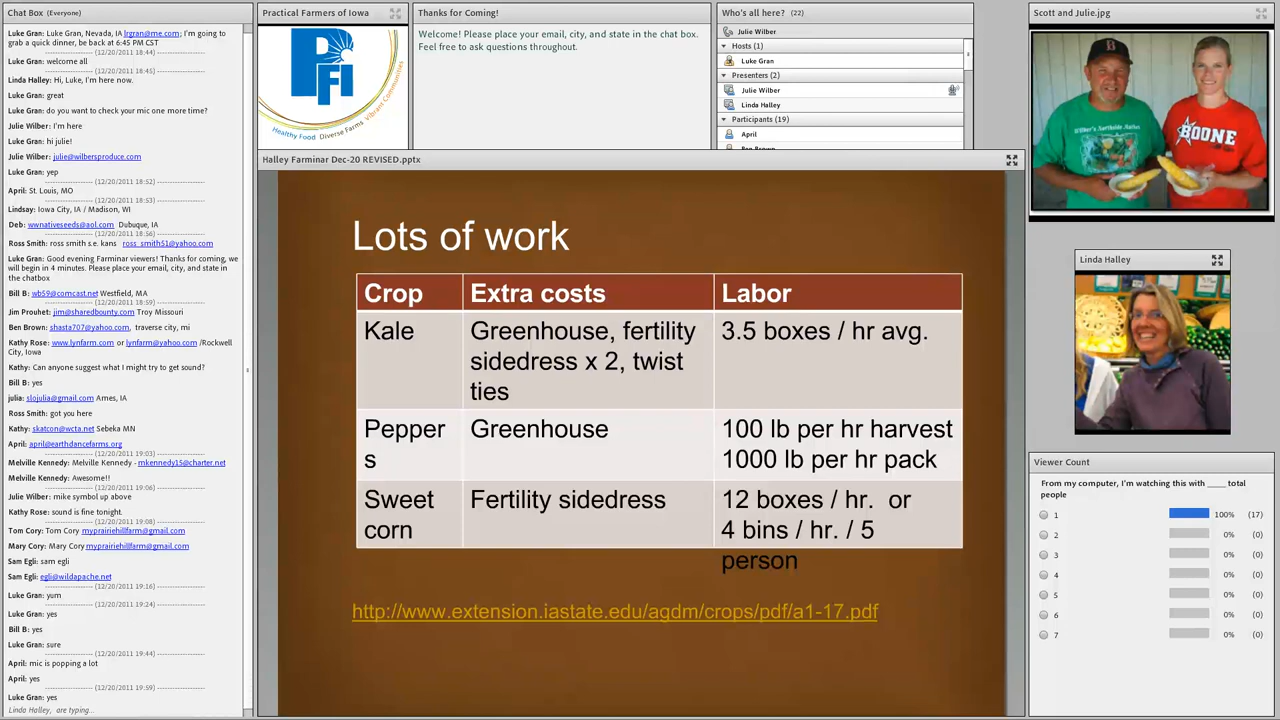 Chat Box (Everyone)
Luke Gran: Luke Gran, Nevada, IA lrgran@me.com; I'm going to
grab a quick dinner, be back at 6:45 PM CST
(12/20/2011 18:44)
Luke Gran: welcome all
(12/20/2011 18:45)
Linda Halley: Hi, Luke, I'm here now.
Luke Gran: great
Luke Gran: do you want to check your mic one more time?
Julie Wilber: I'm here
Luke Gran: hi julie!
Julie Wilber: julie@wilbersproduce.com
Luke Gran: yep
(12/20/2011 18:52)
April: St. Louis, MO
(12/20/2011 18:53)
Lindsay: Iowa City, IA / Madison, WI
Deb: wwnativeseeds@aol.com Dubuque, IA
(12/20/2011 18:56)
Ross Smith: ross smith s.e. kans ross_smith51@yahoo.com
Luke Gran: Good evening Farminar viewers! Thanks for coming, we
will begin in 4 minutes. Please place your email, city, and state in
the chatbox
Bill B: wb59@comcast.net Westfield, MA
(12/20/2011 18:59)
Jim Prouhet: jim@sharedbounty.com Troy Missouri
Ben Brown: shasta707@yahoo.com, traverse city, mi
Kathy Rose: www.lynfarm.com or lynfarm@yahoo.com /Rockwell
City, Iowa
Kathy: Can anyone suggest what I might try to get sound?
Bill B: yes
julia: slojulia@gmail.com Ames, IA
Ross Smith: got you here
Kathy: skatcon@wcta.net Sebeka MN
April: april@earthdancefarms.org
(12/20/2011 19:03)
Melville Kennedy: Melville Kennedy - mkennedy15@charter.net
Melville Kennedy: Awesome!!
(12/20/2011 19:06)
Julie Wilber: mike symbol up above
Kathy Rose: sound is fine tonight.
(12/20/2011 19:08)
Tom Cory: Tom Cory myprairiehillfarm@gmail.com
Mary Cory: Mary Cory myprairiehillfarm@gmail.com
Sam Egli: sam egli
Sam Egli: egli@wildapache.net
(12/20/2011 19:16)
Luke Gran: yum
(12/20/2011 19:24)
Luke Gran: yes
Bill B: yes
Luke Gran: sure
(12/20/2011 19:44)
April: mic is popping a lot
April: yes
(12/20/2011 19:59)
Luke Gran: yes
Linda Halley, are typing...
Practical Farmers of Iowa
PFI
Healthy Food Diverse Farms Vibrant Communities
Thanks for Coming!
Welcome! Please place your email, city, and state in the chat box.
Feel free to ask questions throughout.
Who's all here? (22)
Julie Wilber
Hosts (1)
Luke Gran
Presenters (2)
Julie Wilber
Linda Halley
Participants (19)
April
Ben Brown
Halley Farminar Dec-20 REVISED.pptx
Lots of work
Crop Extra costs Labor
Kale Greenhouse, fertility 3.5 boxes / hr avg.
sidedress x 2, twist
ties
Pepper Greenhouse 100 lb per hr harvest
s 1000 lb per hr pack
Sweet Fertility sidedress 12 boxes / hr. or
corn 4 bins / hr. / 5
person
http://www.extension.iastate.edu/agdm/crops/pdf/a1-17.pdf
Scott and Julie.jpg
B
BOONE
Linda Halley
Viewer Count
From my computer, I'm watching this with ____ total
people
1 100% (17)
2 0% (0)
3 0% (0)
4 0% (0)
5 0% (0)
6 0% (0)
7 0% (0)